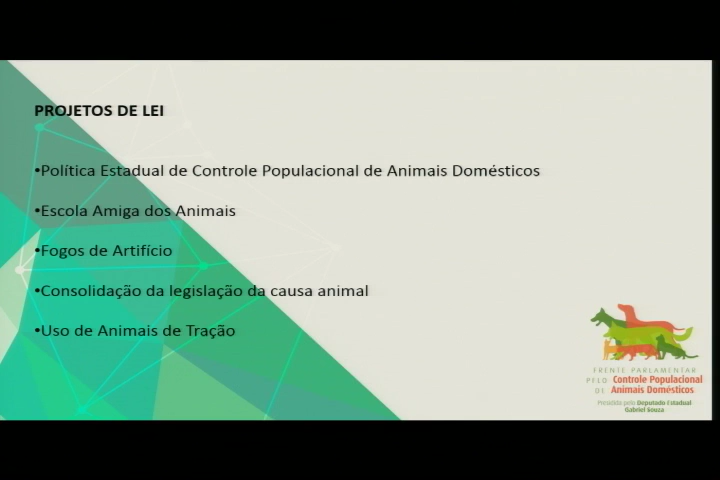 PROJETOS DE LEI
•Política Estadual de Controle Populacional de Animais Domésticos
•Escola Amiga dos Animais
•Fogos de Artifício
•Consolidação da legislação da causa animal
•Uso de Animais de Tração
FRENTE PARLAMENTAR
PELO Controle Populacional
DE Animais Domésticos
Presidida pelo Deputado Estadual
Gabriel Souza